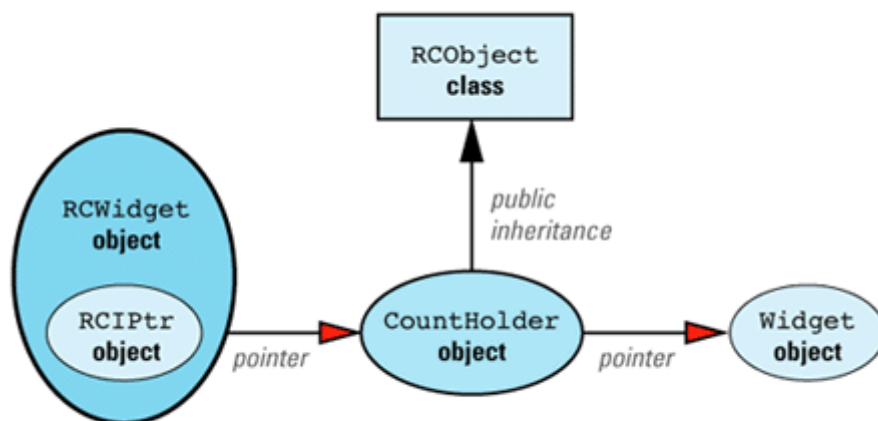 RCObject
class
RCWidget
object
public
inheritance
RCIPtr
object
pointer
CountHolder
object
pointer
Widget
object